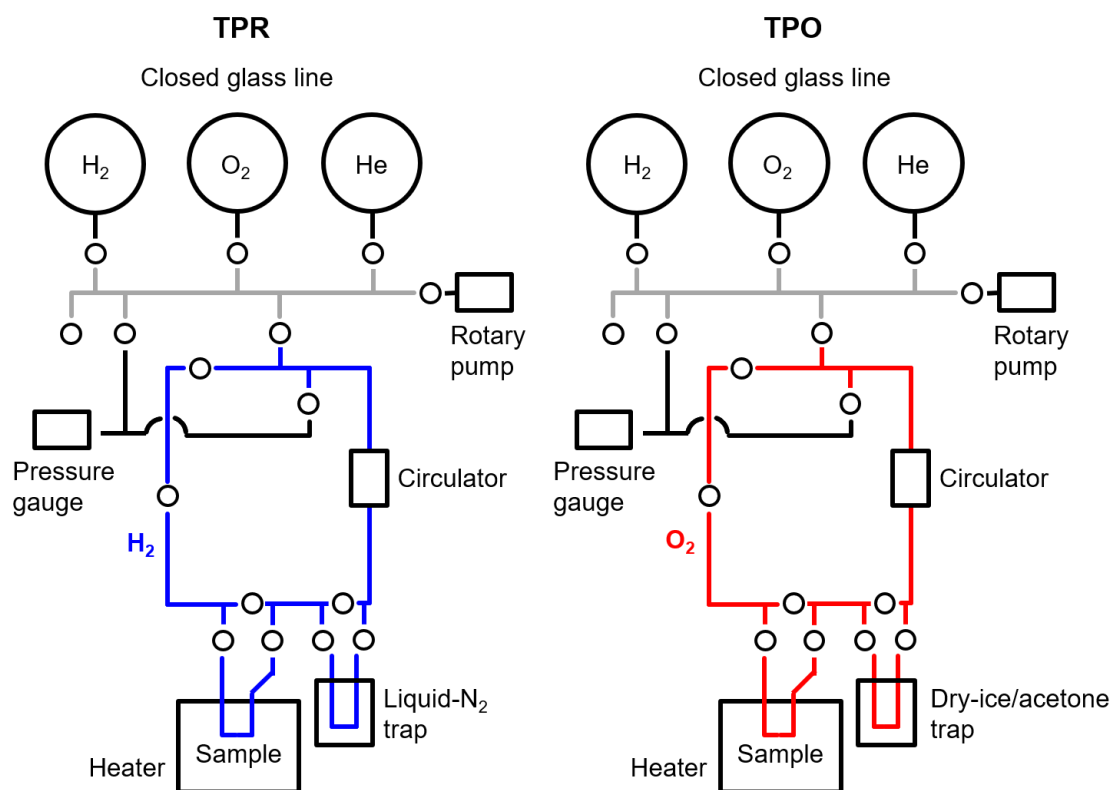 TPR
Closed glass line
H₂
O₂
He
Rotary
pump
Pressure
gauge
Circulator
H₂
Liquid-N₂
trap
Sample
Heater
TPO
Closed glass line
H₂
O₂
He
Rotary
pump
Pressure
gauge
Circulator
O₂
Dry-ice/acetone
trap
Sample
Heater